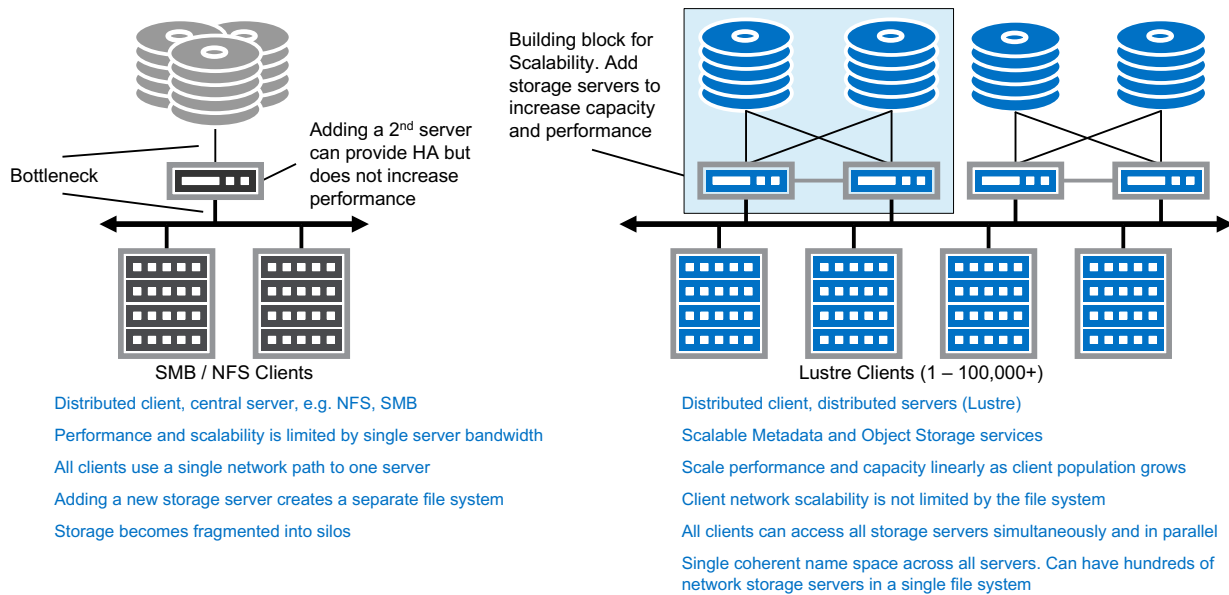 Bottleneck
Adding a 2nd server
can provide HA but
does not increase
performance
SMB / NFS Clients
Distributed client, central server, e.g. NFS, SMB
Performance and scalability is limited by single server bandwidth
All clients use a single network path to one server
Adding a new storage server creates a separate file system
Storage becomes fragmented into silos
Building block for
Scalability. Add
storage servers to
increase capacity
and performance
Lustre Clients (1 – 100,000+)
Distributed client, distributed servers (Lustre)
Scalable Metadata and Object Storage services
Scale performance and capacity linearly as client population grows
Client network scalability is not limited by the file system
All clients can access all storage servers simultaneously and in parallel
Single coherent name space across all servers. Can have hundreds of
network storage servers in a single file system